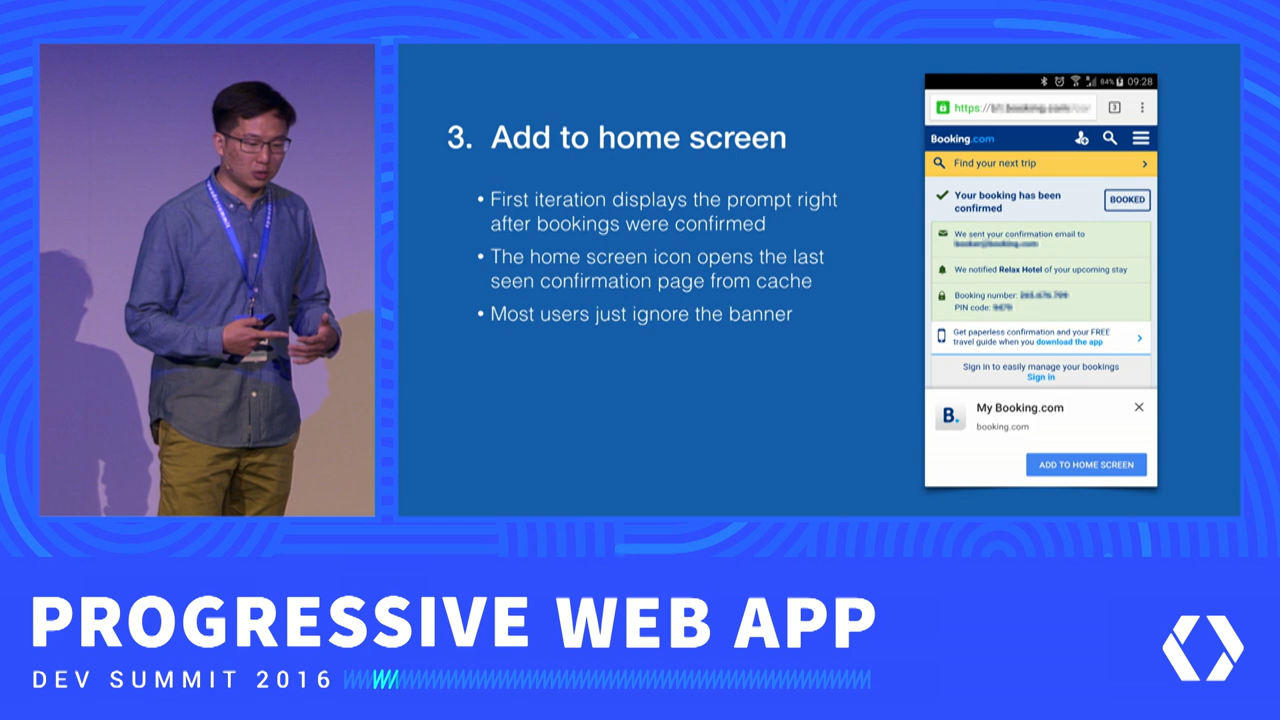 3. Add to home screen
• First iteration displays the prompt right
after bookings were confirmed
• The home screen icon opens the last
seen confirmation page from cache
• Most users just ignore the banner
84% 09:28
https://
3
Booking.com
Find your next trip
Your booking has been
confirmed
BOOKED
We sent your confirmation email to
We notified Relax Hotel of your upcoming stay
Booking number:
PIN code:
Get paperless confirmation and your FREE
travel guide when you download the app
Sign in to easily manage your bookings
Sign in
B.
My Booking.com
booking.com
ADD TO HOME SCREEN
PROGRESSIVE WEB APP
DEV SUMMIT 2016